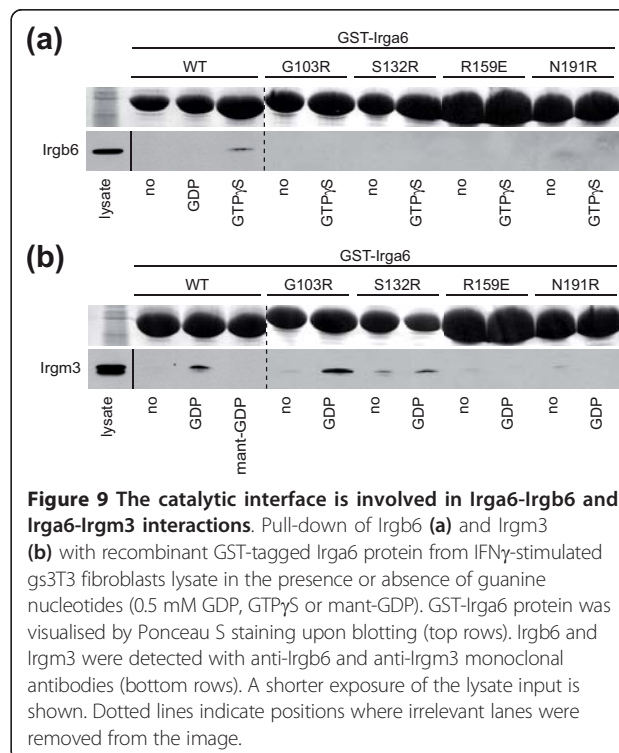 (a)
GST-Irga6
WT G103R S132R R159E N191R
Irgb6
lysate no GDP GTPγS no GTPγS no GTPγS no GTPγS no GTPγS
(b)
GST-Irga6
WT G103R S132R R159E N191R
Irgm3
lysate no GDP mant-GDP no GDP no GDP no GDP no GDP
Figure 9 The catalytic interface is involved in Irga6-Irgb6 and
Irga6-Irgm3 interactions. Pull-down of Irgb6 (a) and Irgm3
(b) with recombinant GST-tagged Irga6 protein from IFNγ-stimulated
gs3T3 fibroblasts lysate in the presence or absence of guanine
nucleotides (0.5 mM GDP, GTPγS or mant-GDP). GST-Irga6 protein was
visualised by Ponceau S staining upon blotting (top rows). Irgb6 and
Irgm3 were detected with anti-Irgb6 and anti-Irgm3 monoclonal
antibodies (bottom rows). A shorter exposure of the lysate input is
shown. Dotted lines indicate positions where irrelevant lanes were
removed from the image.